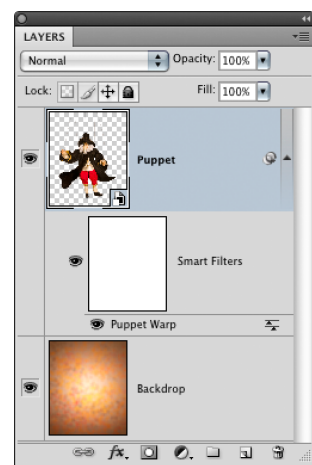 LAYERS
Normal Opacity: 100%
Lock: Fill: 100%
Puppet
Smart Filters
Puppet Warp
Backdrop
fx.